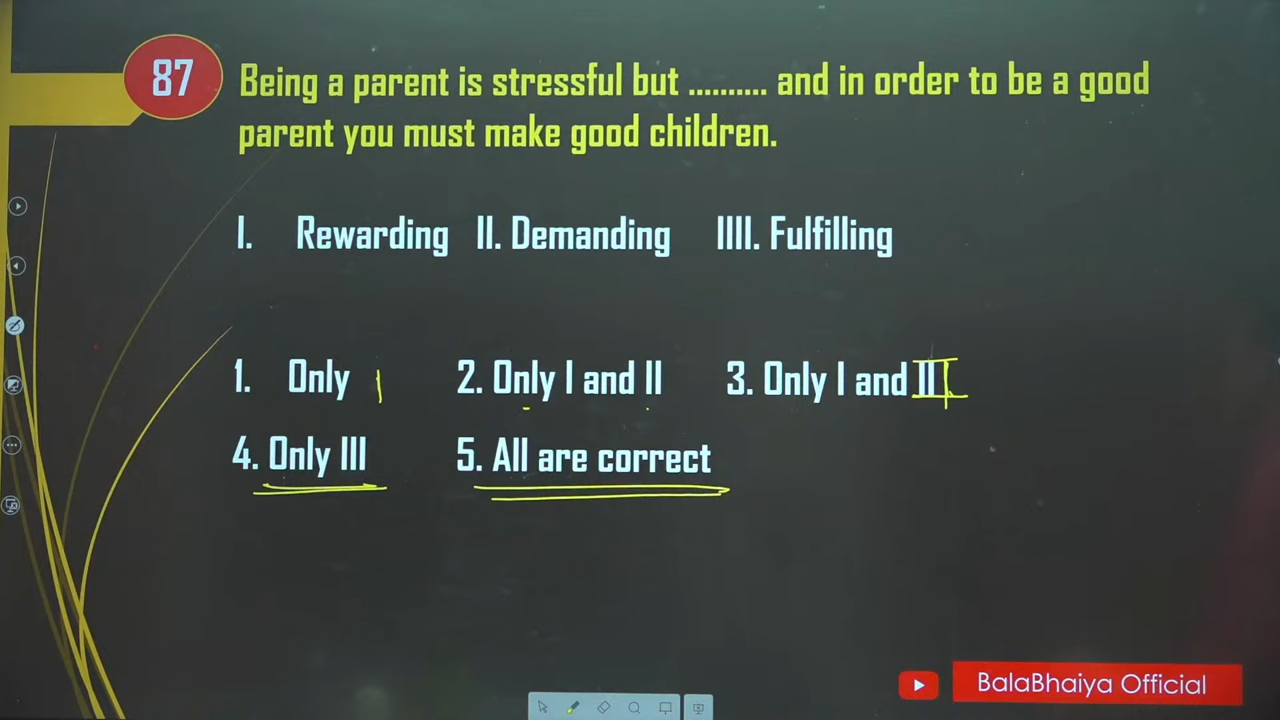 87
Being a parent is stressful but .......... and in order to be a good
parent you must make good children.
I. Rewarding II. Demanding IIII. Fulfilling
1. Only I 2. Only I and II 3. Only I and III
4. Only III 5. All are correct
BalaBhaiya Official